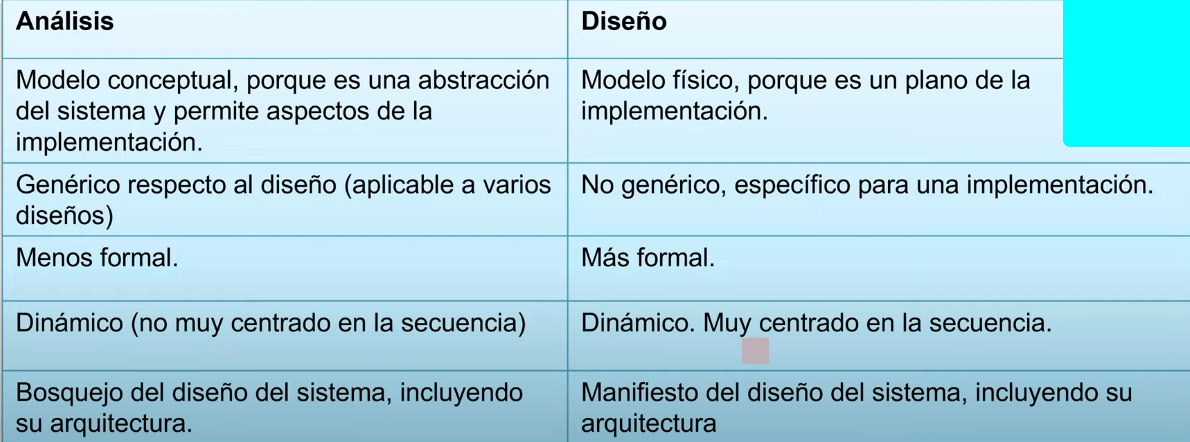 Análisis
Diseño
Modelo conceptual, porque es una abstracción
del sistema y permite aspectos de la
implementación.
Modelo físico, porque es un plano de la
implementación.
Genérico respecto al diseño (aplicable a varios
diseños)
No genérico, específico para una implementación.
Menos formal.
Más formal.
Dinámico (no muy centrado en la secuencia)
Dinámico. Muy centrado en la secuencia.
Bosquejo del diseño del sistema, incluyendo
su arquitectura.
Manifiesto del diseño del sistema, incluyendo su
arquitectura